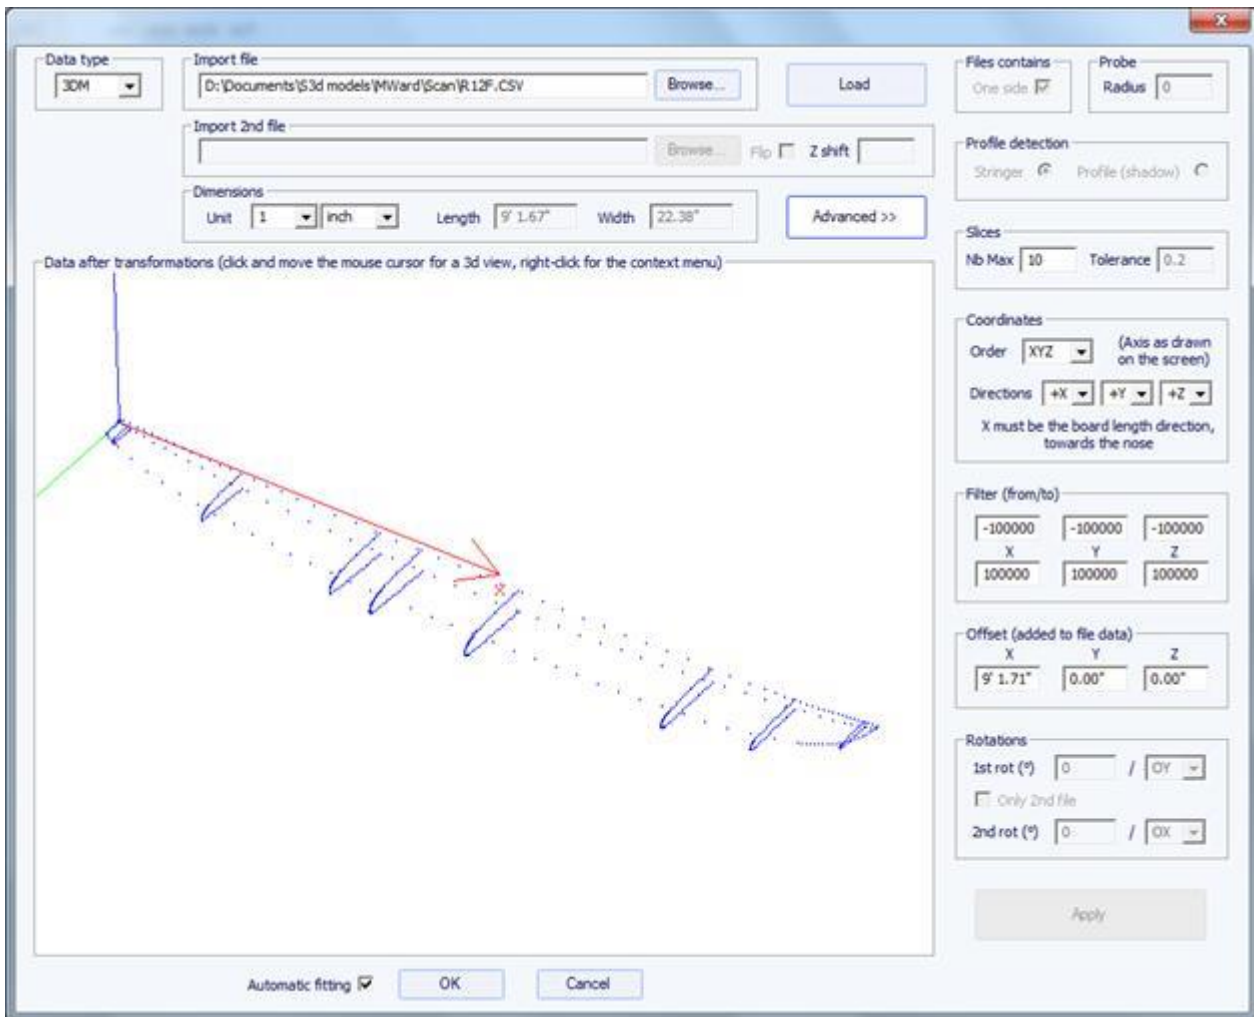 Data type
3DM
Import file
D:\Documents\S3d models\MWard\Scan\R12F.CSV
Browse...
Load
Files contains
One side
Probe
Radius 0
Import 2nd file
Browse...
Flip
Z shift
Profile detection
Stringer
Profile (shadow)
Dimensions
Unit 1 inch
Length 9' 1.67"
Width 22.38"
Advanced >>
Slices
Nb Max 10
Tolerance 0.2
Data after transformations (click and move the mouse cursor for a 3d view, right-click for the context menu)
X
Coordinates
Order XYZ
(Axis as drawn
on the screen)
Directions +X +Y +Z
X must be the board length direction,
towards the nose
Filter (from/to)
-100000 -100000 -100000
X Y Z
100000 100000 100000
Offset (added to file data)
X Y Z
9' 1.71" 0.00" 0.00"
Rotations
1st rot (°) 0 / OY
Only 2nd file
2nd rot (°) 0 / OX
Apply
Automatic fitting
OK
Cancel